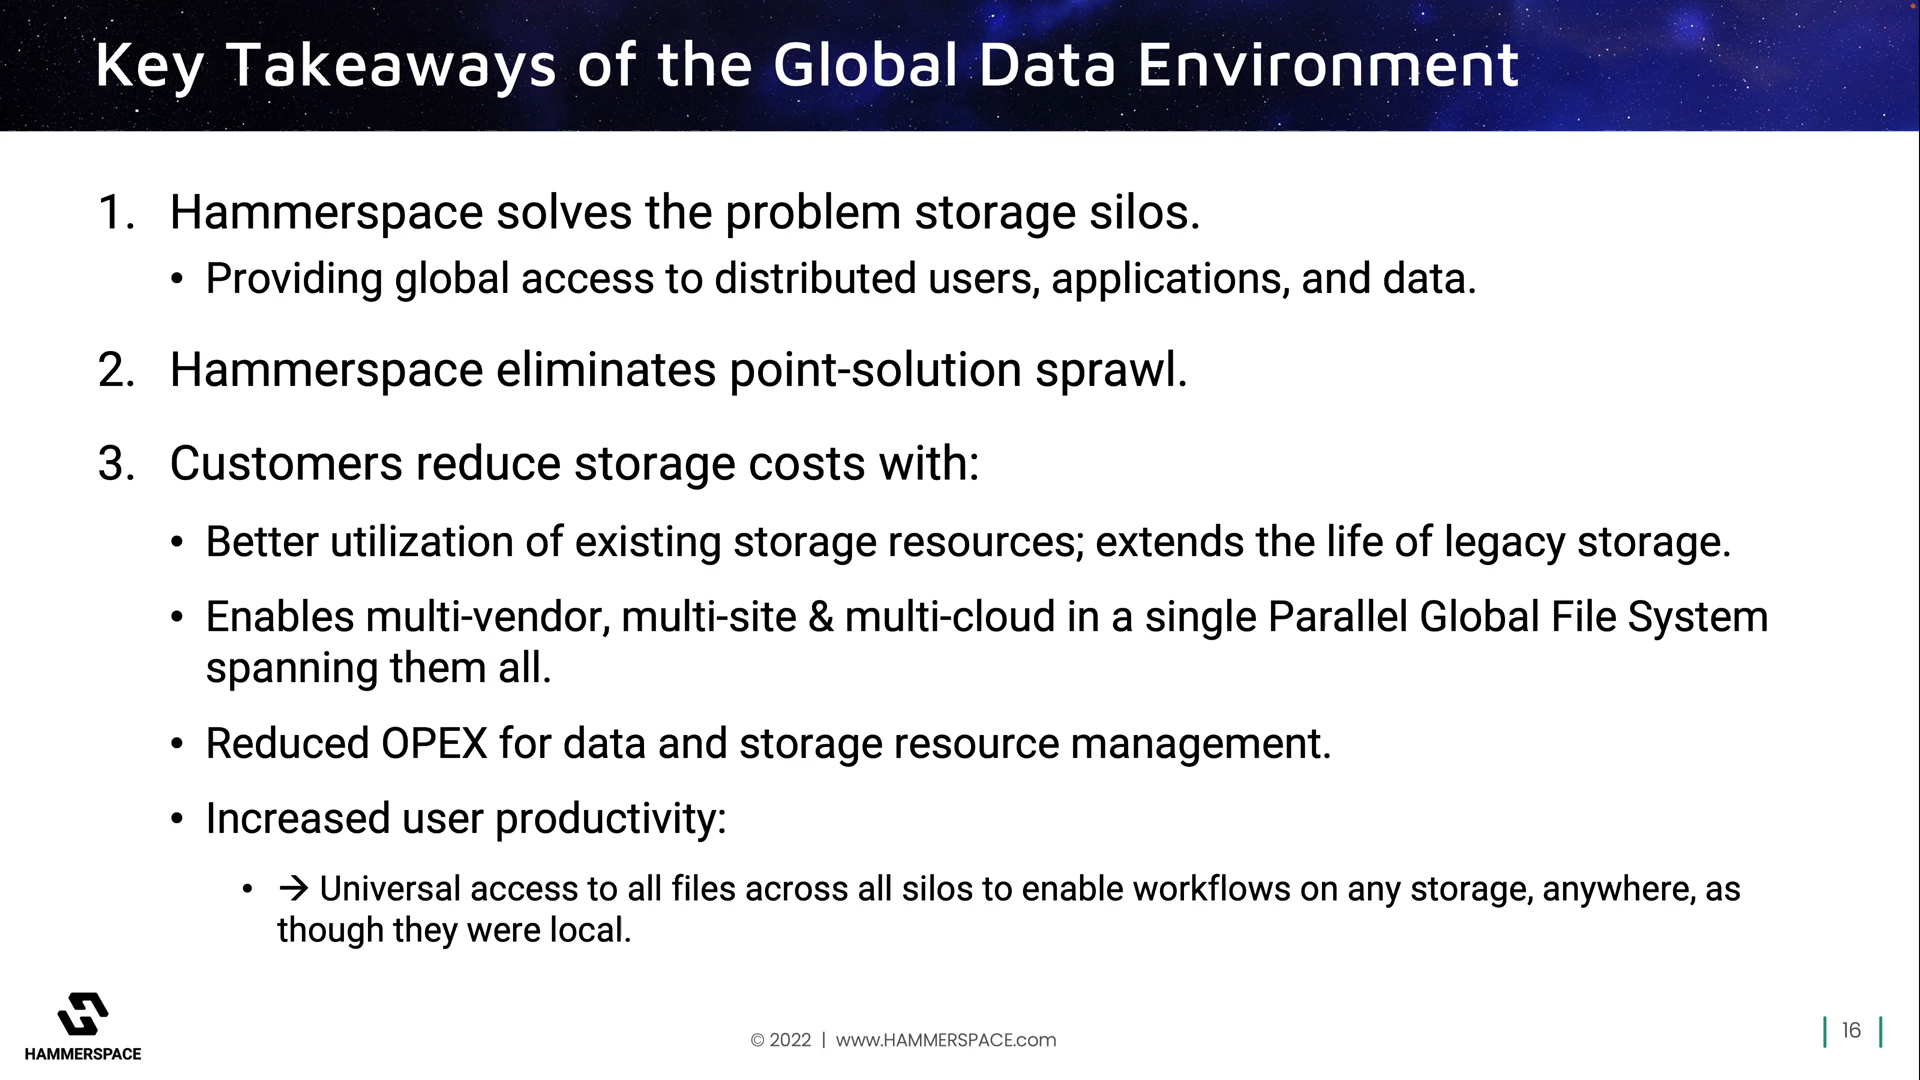 Key Takeaways of the Global Data Environment
1. Hammerspace solves the problem storage silos.
• Providing global access to distributed users, applications, and data.
2. Hammerspace eliminates point-solution sprawl.
3. Customers reduce storage costs with:
• Better utilization of existing storage resources; extends the life of legacy storage.
• Enables multi-vendor, multi-site & multi-cloud in a single Parallel Global File System
spanning them all.
• Reduced OPEX for data and storage resource management.
• Increased user productivity:
• → Universal access to all files across all silos to enable workflows on any storage, anywhere, as
though they were local.
HAMMERSPACE
© 2022 | www.HAMMERSPACE.com
| 16 |